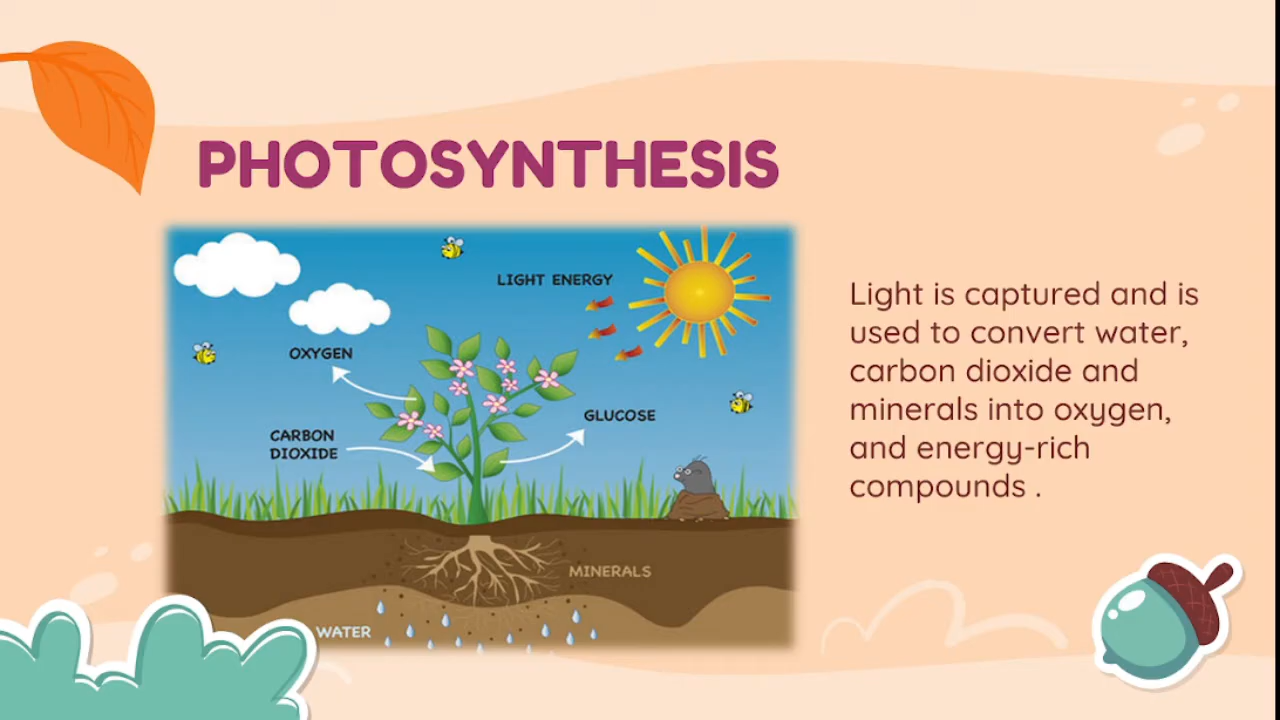 PHOTOSYNTHESIS
LIGHT ENERGY
OXYGEN
GLUCOSE
CARBON
DIOXIDE
MINERALS
WATER
Light is captured and is
used to convert water,
carbon dioxide and
minerals into oxygen,
and energy-rich
compounds .